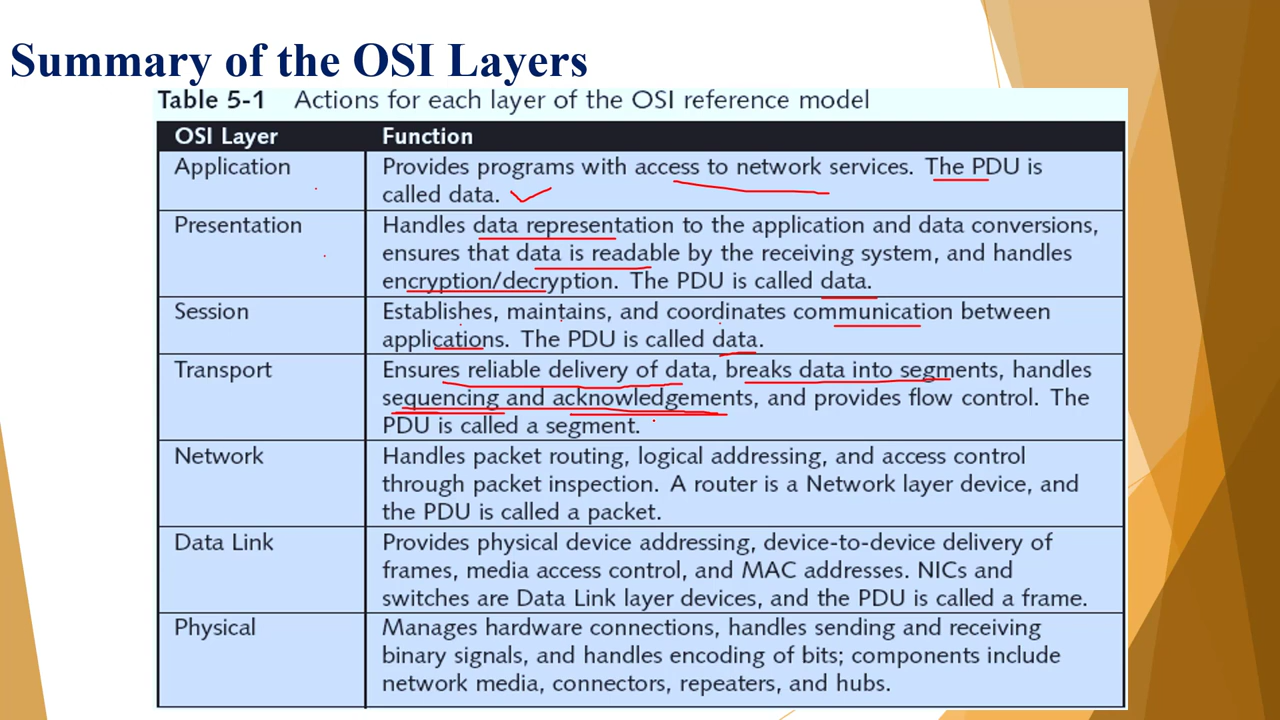 Summary of the OSI Layers
Table 5-1 Actions for each layer of the OSI reference model
OSI Layer Function
Application Provides programs with access to network services. The PDU is
called data.
Presentation Handles data representation to the application and data conversions,
ensures that data is readable by the receiving system, and handles
encryption/decryption. The PDU is called data.
Session Establishes, maintains, and coordinates communication between
applications. The PDU is called data.
Transport Ensures reliable delivery of data, breaks data into segments, handles
sequencing and acknowledgements, and provides flow control. The
PDU is called a segment.
Network Handles packet routing, logical addressing, and access control
through packet inspection. A router is a Network layer device, and
the PDU is called a packet.
Data Link Provides physical device addressing, device-to-device delivery of
frames, media access control, and MAC addresses. NICs and
switches are Data Link layer devices, and the PDU is called a frame.
Physical Manages hardware connections, handles sending and receiving
binary signals, and handles encoding of bits; components include
network media, connectors, repeaters, and hubs.